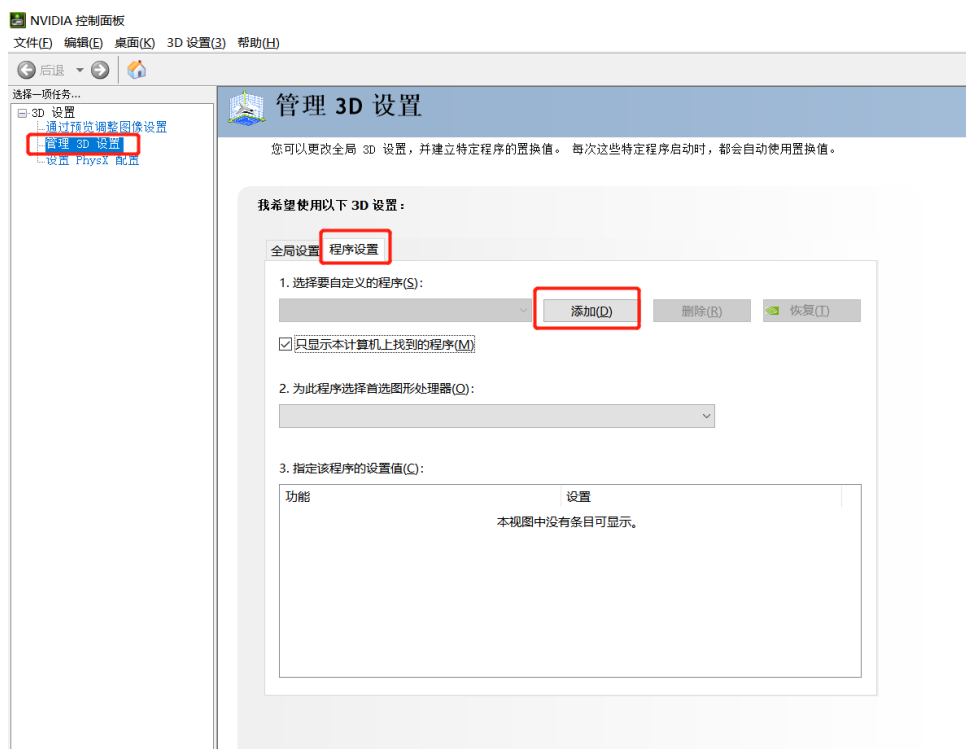 NVIDIA 控制面板
文件(F) 编辑(E) 桌面(K) 3D 设置(3) 帮助(H)
后退
选择一项任务...
3D 设置
通过预览调整图像设置
管理 3D 设置
设置 PhysX 配置
管理 3D 设置
您可以更改全局 3D 设置，并建立特定程序的置换值。 每次这些特定程序启动时，都会自动使用置换值。
我希望使用以下 3D 设置：
全局设置 程序设置
1. 选择要自定义的程序(S)：
添加(D) 删除(R) 恢复(T)
只显示本计算机上找到的程序(M)
2. 为此程序选择首选图形处理器(O)：
3. 指定该程序的设置值(C)：
功能 设置
本视图中没有条目可显示。